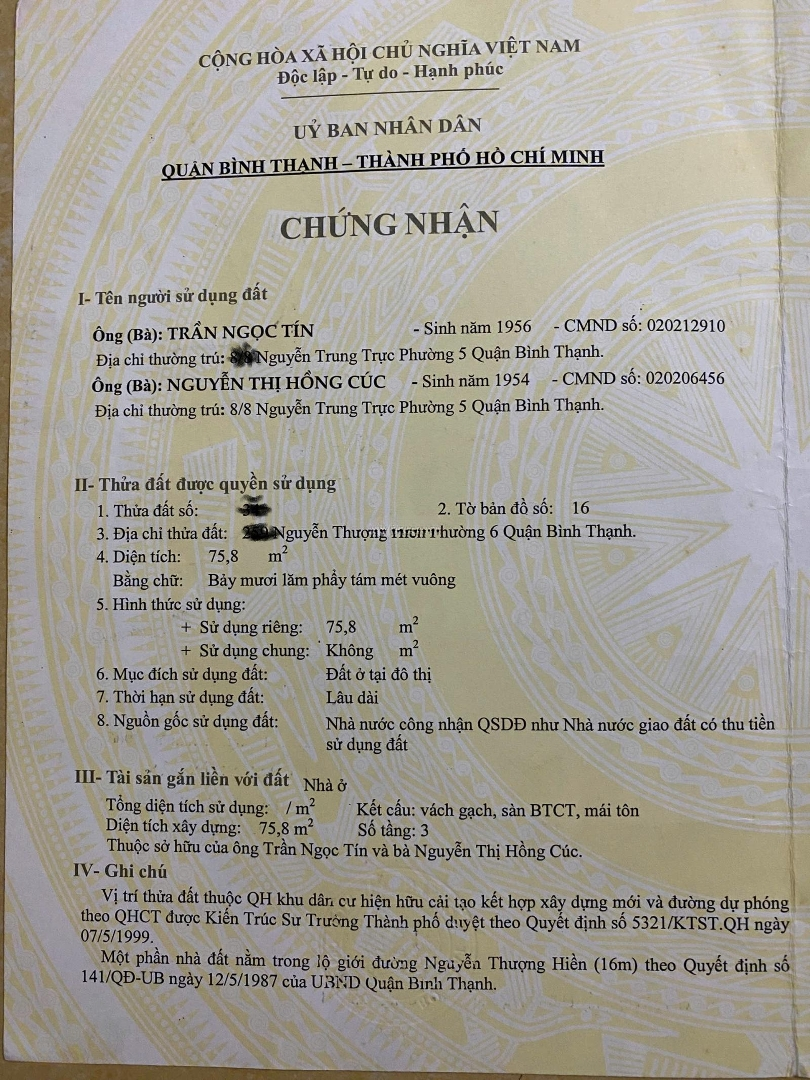 CỘNG HÒA XÃ HỘI CHỦ NGHĨA VIỆT NAM
Độc lập - Tự do - Hạnh phúc
UỶ BAN NHÂN DÂN
QUẬN BÌNH THẠNH – THÀNH PHỐ HỒ CHÍ MINH
CHỨNG NHẬN
I- Tên người sử dụng đất
Ông (Bà): TRẦN NGỌC TÍN - Sinh năm 1956 - CMND số: 020212910
Địa chỉ thường trú: Nguyễn Trung Trực Phường 5 Quận Bình Thạnh.
Ông (Bà): NGUYỄN THỊ HỒNG CÚC - Sinh năm 1954 - CMND số: 020206456
Địa chỉ thường trú: 8/8 Nguyễn Trung Trực Phường 5 Quận Bình Thạnh.
II- Thửa đất được quyền sử dụng
1. Thửa đất số: 2. Tờ bản đồ số: 16
3. Địa chỉ thửa đất: Nguyễn Thượng Phường 6 Quận Bình Thạnh.
4. Diện tích: 75,8 m²
Bằng chữ: Bảy mươi lăm phẩy tám mét vuông
5. Hình thức sử dụng:
+ Sử dụng riêng: 75,8 m²
+ Sử dụng chung: Không m²
6. Mục đích sử dụng đất: Đất ở tại đô thị
7. Thời hạn sử dụng đất: Lâu dài
8. Nguồn gốc sử dụng đất: Nhà nước công nhận QSDĐ như Nhà nước giao đất có thu tiền
sử dụng đất
III- Tài sản gắn liền với đất Nhà ở
Tổng diện tích sử dụng: / m² Kết cấu: vách gạch, sàn BTCT, mái tôn
Diện tích xây dựng: 75,8 m² Số tầng: 3
Thuộc sở hữu của ông Trần Ngọc Tín và bà Nguyễn Thị Hồng Cúc.
IV- Ghi chú
Vị trí thửa đất thuộc QH khu dân cư hiện hữu cải tạo kết hợp xây dựng mới và đường dự phóng
theo QHCT được Kiến Trúc Sư Trưởng Thành phố duyệt theo Quyết định số 5321/KTST.QH ngày
07/5/1999.
Một phần nhà đất nằm trong lộ giới đường Nguyễn Thượng Hiền (16m) theo Quyết định số
141/QĐ-UB ngày 12/5/1987 của UBND Quận Bình Thạnh.